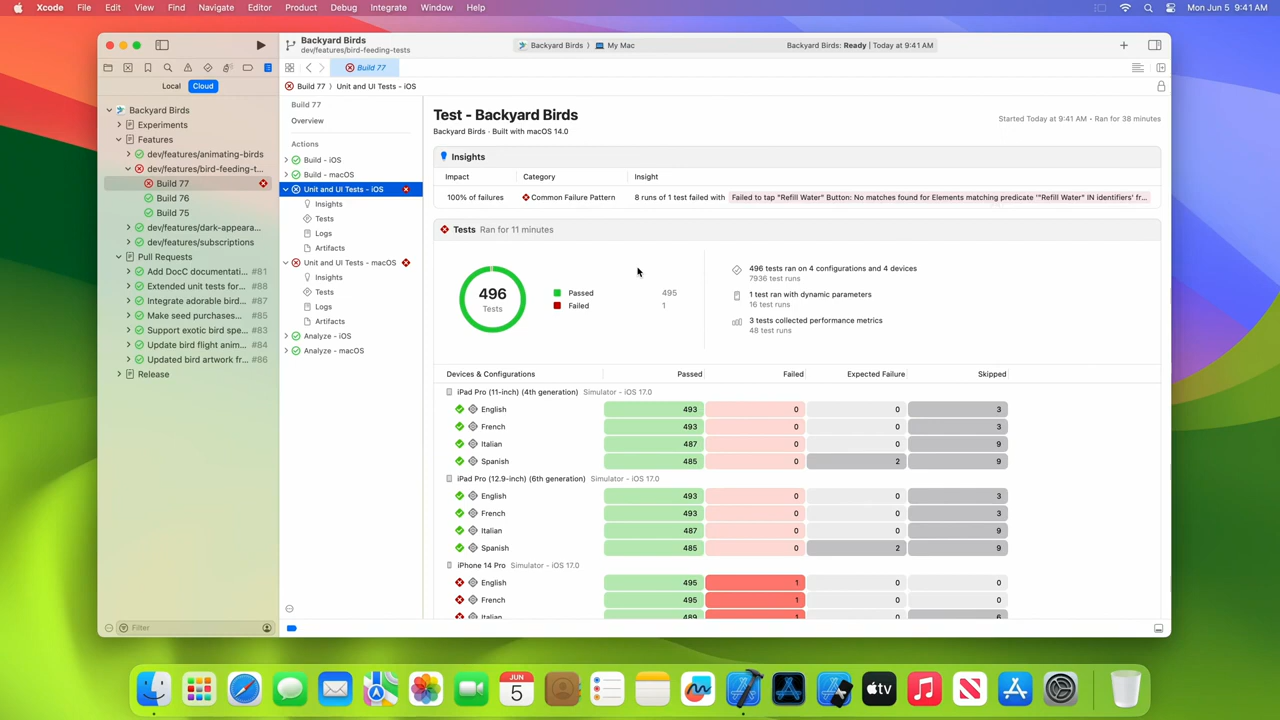 Xcode File Edit View Find Navigate Editor Product Debug Integrate Window Help
Mon Jun 5 9:41 AM
Backyard Birds
dev/features/bird-feeding-tests
Backyard Birds 〉 My Mac
Backyard Birds: Ready | Today at 9:41 AM
Build 77
Local Cloud
Build 77 〉 Unit and UI Tests - iOS
Backyard Birds
Experiments
Features
dev/features/animating-birds
dev/features/bird-feeding-t...
Build 77
Build 76
Build 75
dev/features/dark-appeara...
dev/features/subscriptions
Pull Requests
Add DocC documentati... #81
Extended unit tests for... #88
Integrate adorable bird... #87
Make seed purchases... #82
Support exotic bird spe... #83
Update bird flight anim... #84
Updated bird artwork fr... #86
Release
Filter
Build 77
Overview
Actions
Build - iOS
Build - macOS
Unit and UI Tests - iOS
Insights
Tests
Logs
Artifacts
Unit and UI Tests - macOS
Insights
Tests
Logs
Artifacts
Analyze - iOS
Analyze - macOS
Test - Backyard Birds
Backyard Birds · Built with macOS 14.0
Started Today at 9:41 AM · Ran for 38 minutes
Insights
Impact Category Insight
100% of failures Common Failure Pattern 8 runs of 1 test failed with Failed to tap "Refill Water" Button: No matches found for Elements matching predicate '"Refill Water" IN identifiers' fr...
Tests Ran for 11 minutes
496
Tests
Passed 495
Failed 1
496 tests ran on 4 configurations and 4 devices
7936 test runs
1 test ran with dynamic parameters
16 test runs
3 tests collected performance metrics
48 test runs
Devices & Configurations Passed Failed Expected Failure Skipped
iPad Pro (11-inch) (4th generation) Simulator - iOS 17.0
English 493 0 0 3
French 493 0 0 3
Italian 487 0 0 9
Spanish 485 0 2 9
iPad Pro (12.9-inch) (6th generation) Simulator - iOS 17.0
English 493 0 0 3
French 493 0 0 3
Italian 487 0 0 9
Spanish 485 0 2 9
iPhone 14 Pro Simulator - iOS 17.0
English 495 1 0 0
French 495 1 0 0
Italian 489 1 0 6
JUN
5
tv